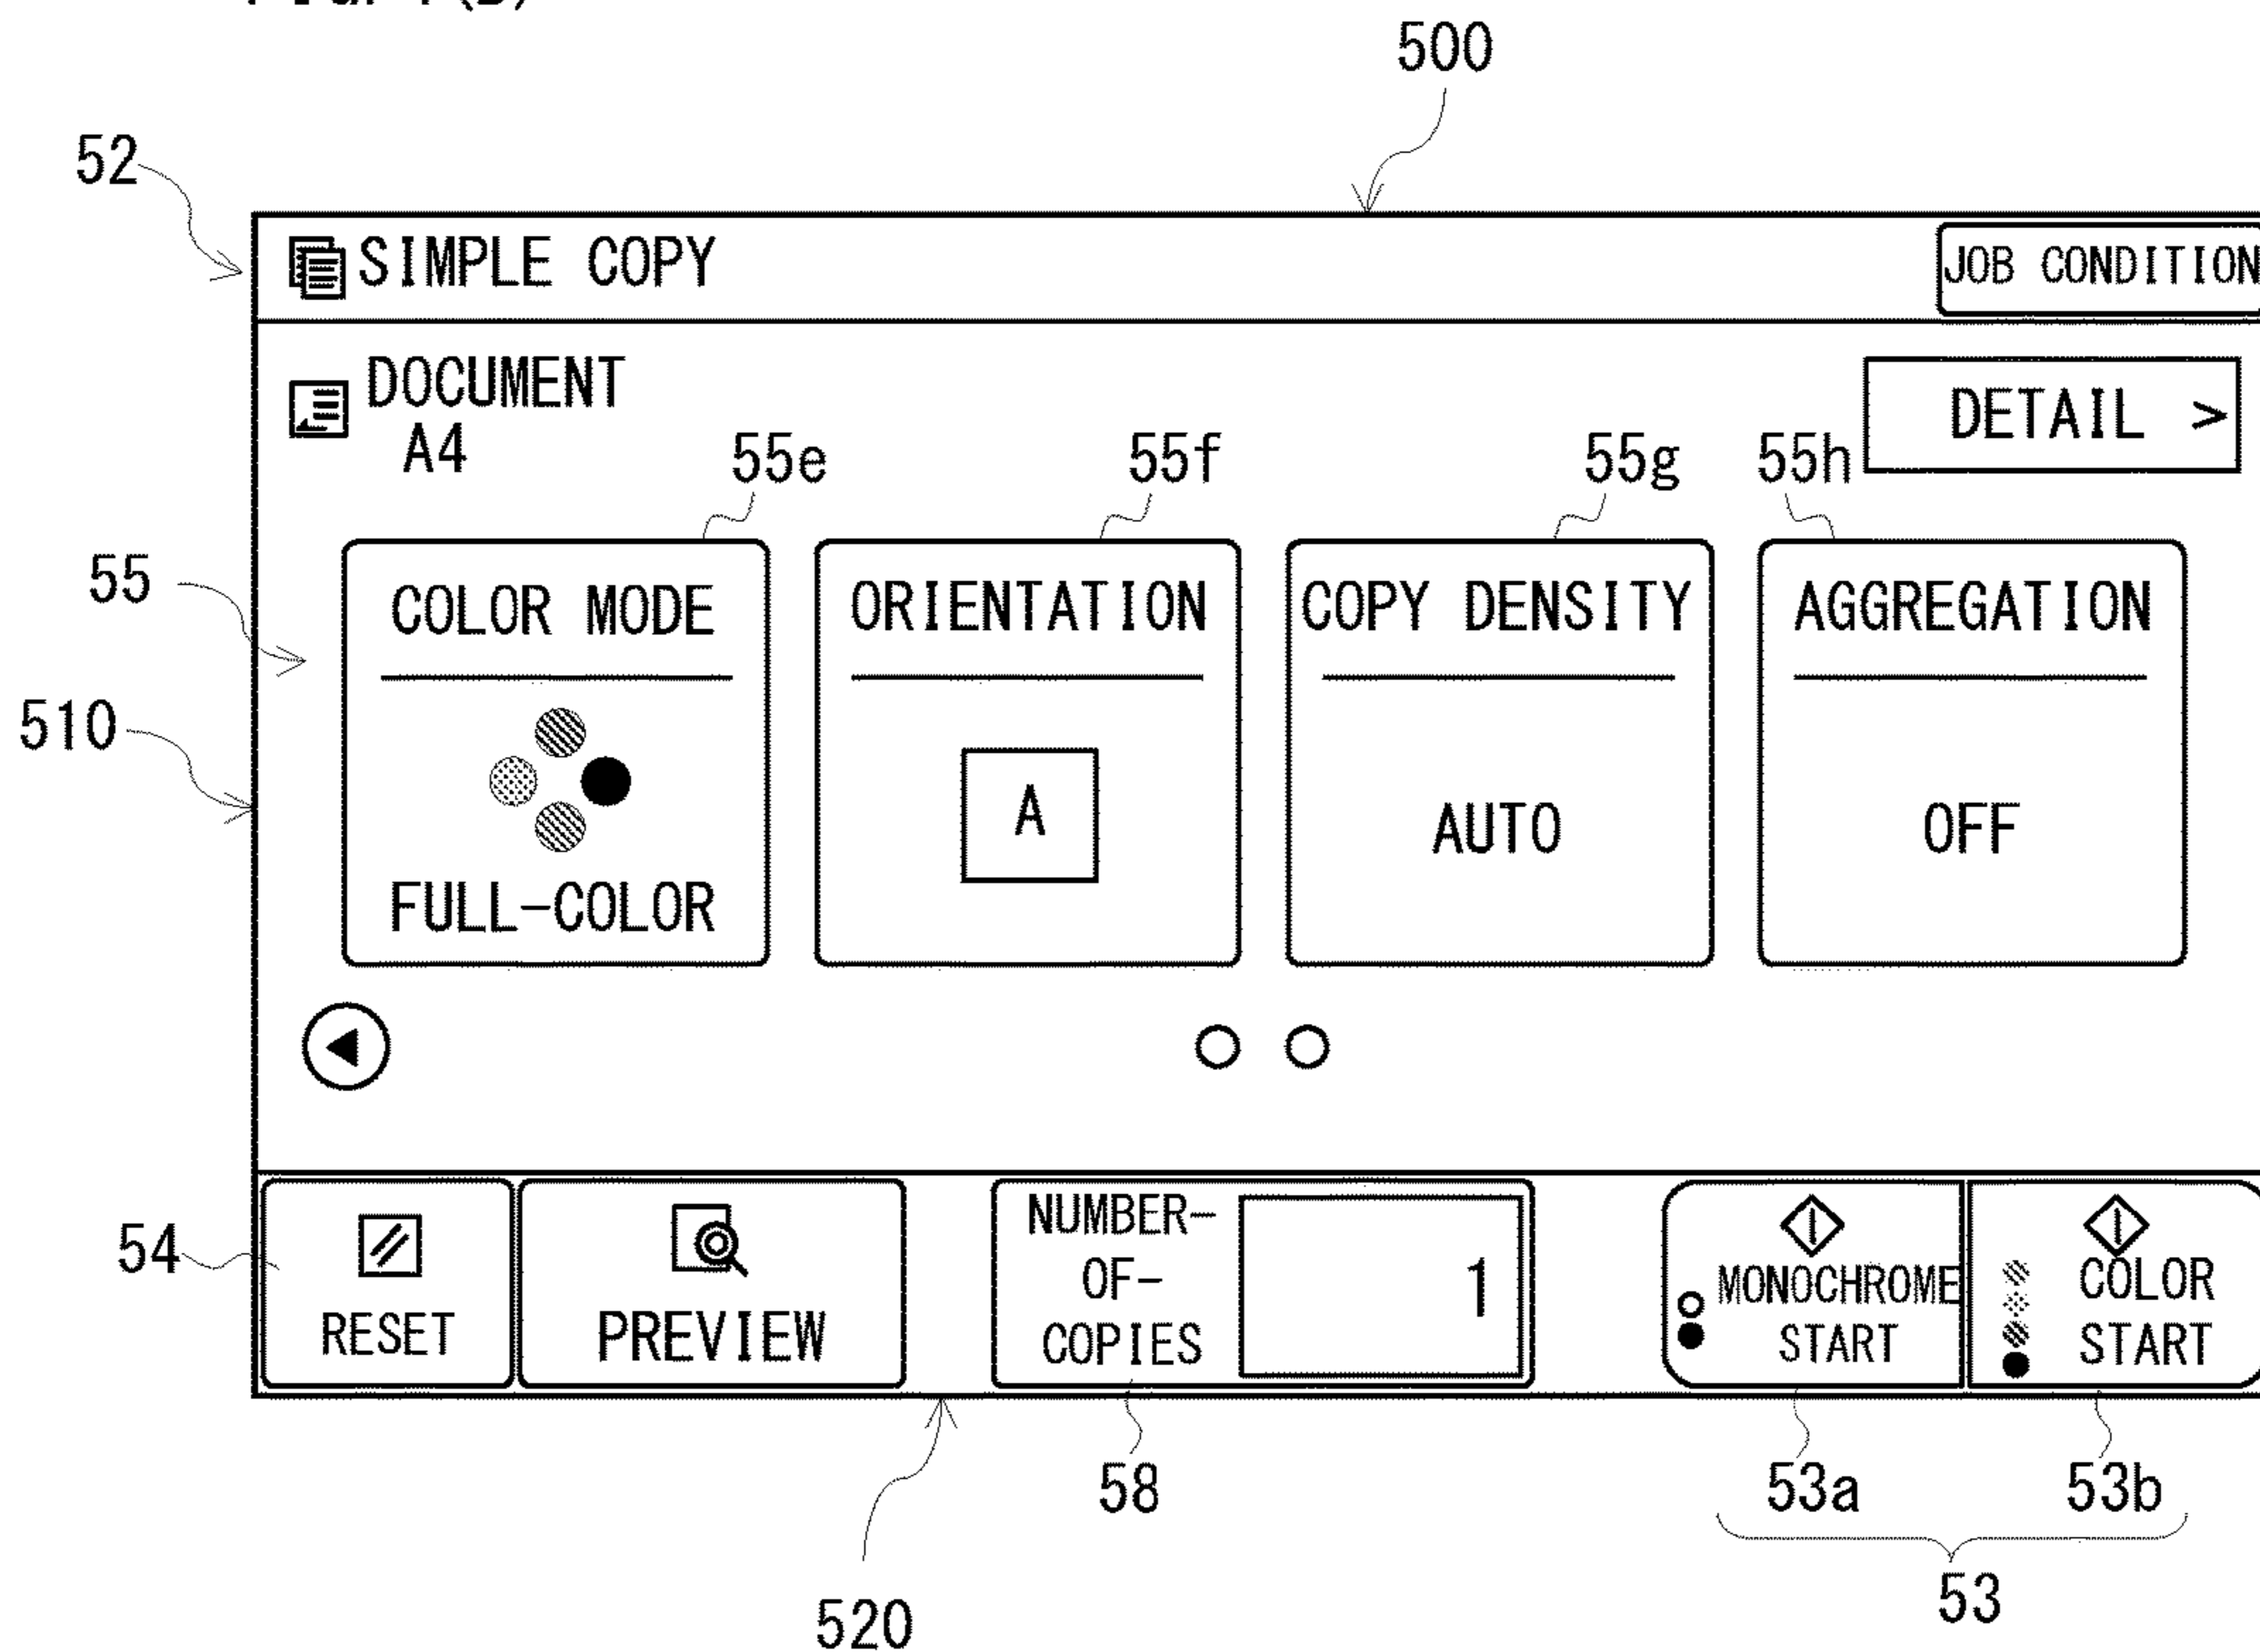 500
52
SIMPLE COPY
JOB CONDITION
DOCUMENT
A4
DETAIL >
55e
55f
55g
55h
55
COLOR MODE
ORIENTATION
COPY DENSITY
AGGREGATION
510
A
AUTO
OFF
FULL-COLOR
54
RESET
PREVIEW
NUMBER-
OF-
COPIES
1
MONOCHROME
START
COLOR
START
58
53a
53b
53
520